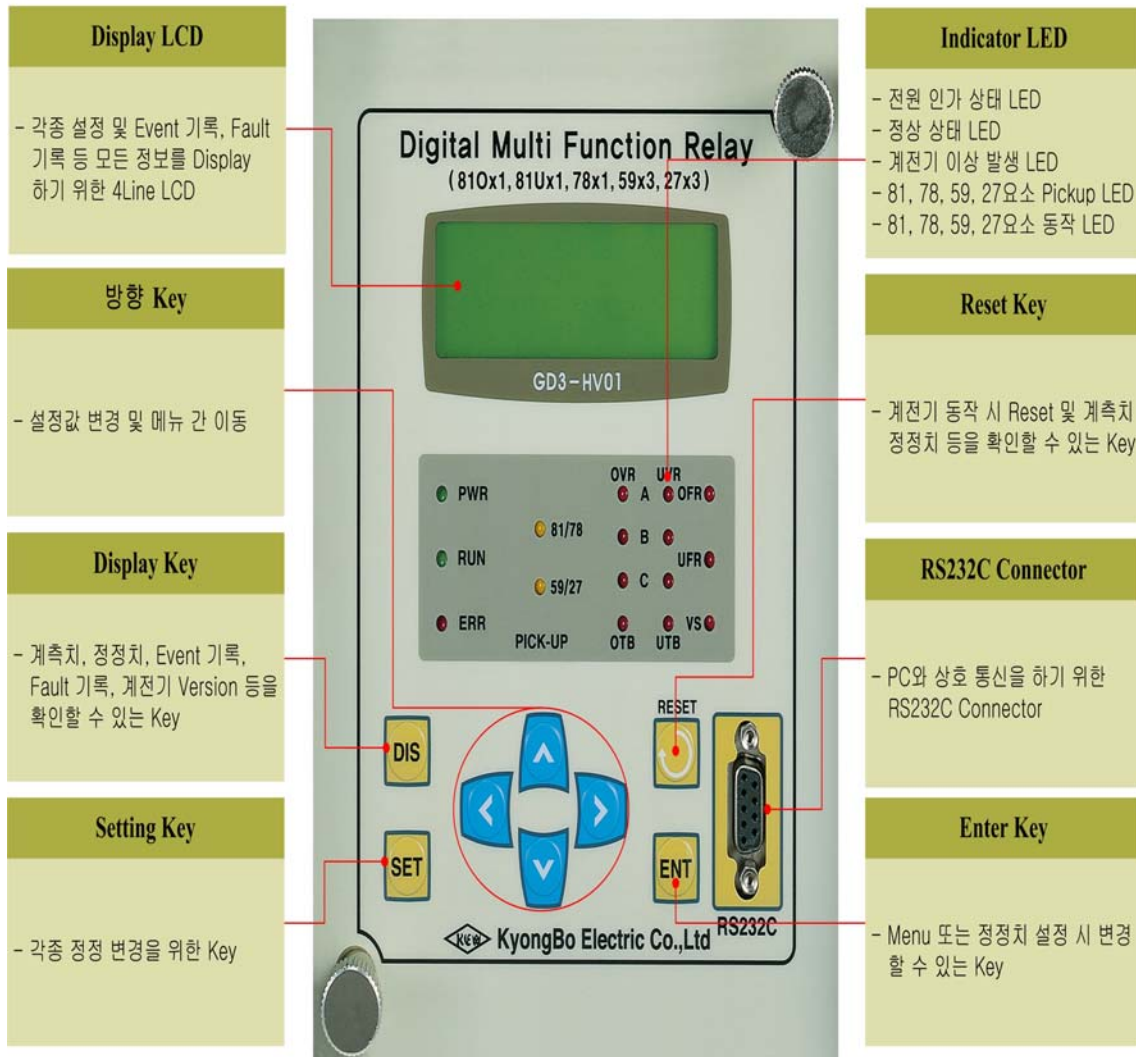 Display LCD
- 각종 설정 및 Event 기록, Fault
기록 등 모든 정보를 Display
하기 위한 4Line LCD
방향 Key
- 설정값 변경 및 메뉴 간 이동
Display Key
- 계측치, 정정치, Event 기록,
Fault 기록, 계전기 Version 등을
확인할 수 있는 Key
Setting Key
- 각종 정정 변경을 위한 Key
Digital Multi Function Relay
(81Ox1, 81Ux1, 78x1, 59x3, 27x3)
GD3-HV01
OVR UVR
PWR A OFR
81/78 B
RUN UFR
59/27 C
ERR VS
PICK-UP OTB UTB
RESET
DIS
SET
ENT
RS232C
KEW KyongBo Electric Co.,Ltd
Indicator LED
- 전원 인가 상태 LED
- 정상 상태 LED
- 계전기 이상 발생 LED
- 81, 78, 59, 27요소 Pickup LED
- 81, 78, 59, 27요소 동작 LED
Reset Key
- 계전기 동작 시 Reset 및 계측치
정정치 등을 확인할 수 있는 Key
RS232C Connector
- PC와 상호 통신을 하기 위한
RS232C Connector
Enter Key
- Menu 또는 정정치 설정 시 변경
할 수 있는 Key